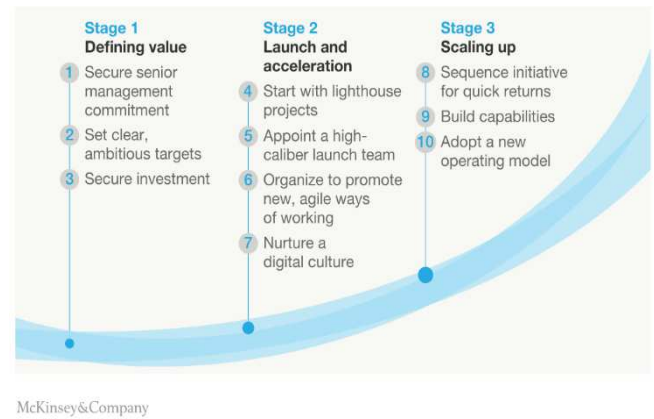 Stage 1
Defining value
1 Secure senior
management
commitment
2 Set clear,
ambitious targets
3 Secure investment
Stage 2
Launch and
acceleration
4 Start with lighthouse
projects
5 Appoint a high-
caliber launch team
6 Organize to promote
new, agile ways
of working
7 Nurture a
digital culture
Stage 3
Scaling up
8 Sequence initiative
for quick returns
9 Build capabilities
10 Adopt a new
operating model
McKinsey&Company